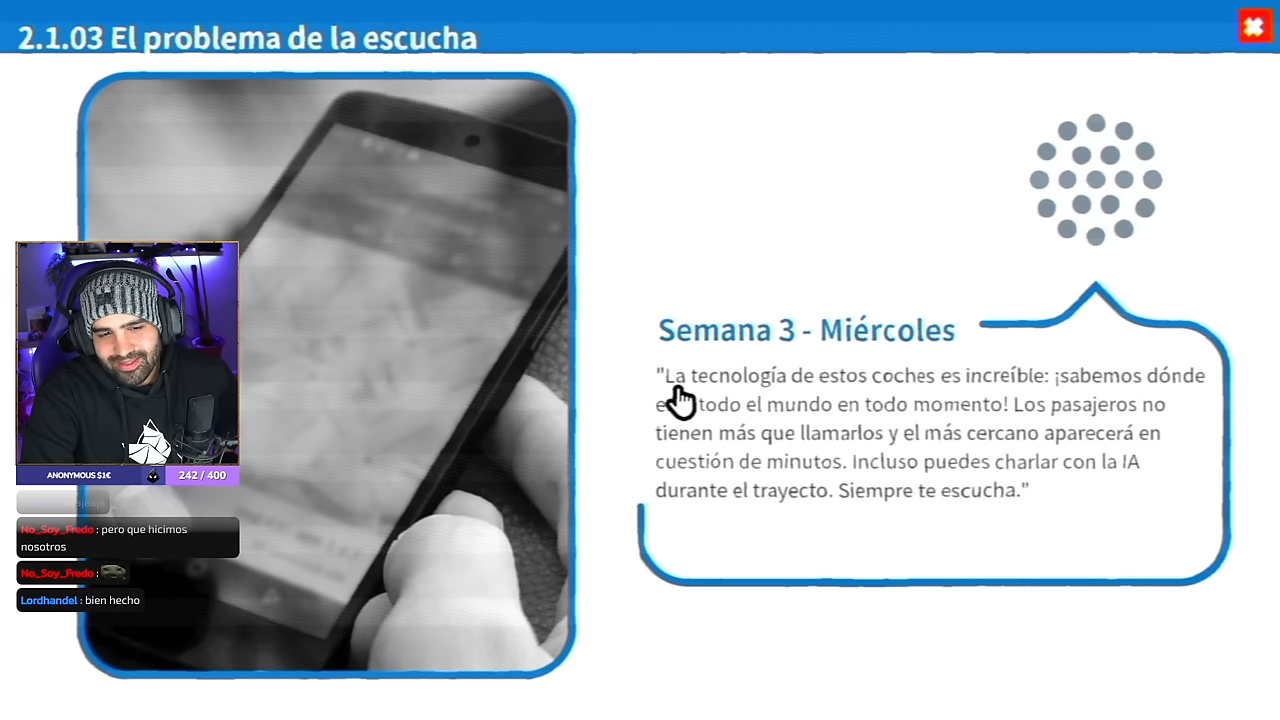 2.1.03 El problema de la escucha
Semana 3 - Miércoles
"La tecnología de estos coches es increíble: ¡sabemos dónde
todo el mundo en todo momento! Los pasajeros no
tienen más que llamarlos y el más cercano aparecerá en
cuestión de minutos. Incluso puedes charlar con la IA
durante el trayecto. Siempre te escucha."
ANONYMOUS $1€
242 / 400
No_Soy_Fredo : pero que hicimos
nosotros
No_Soy_Fredo :
Lordhandel : bien hecho